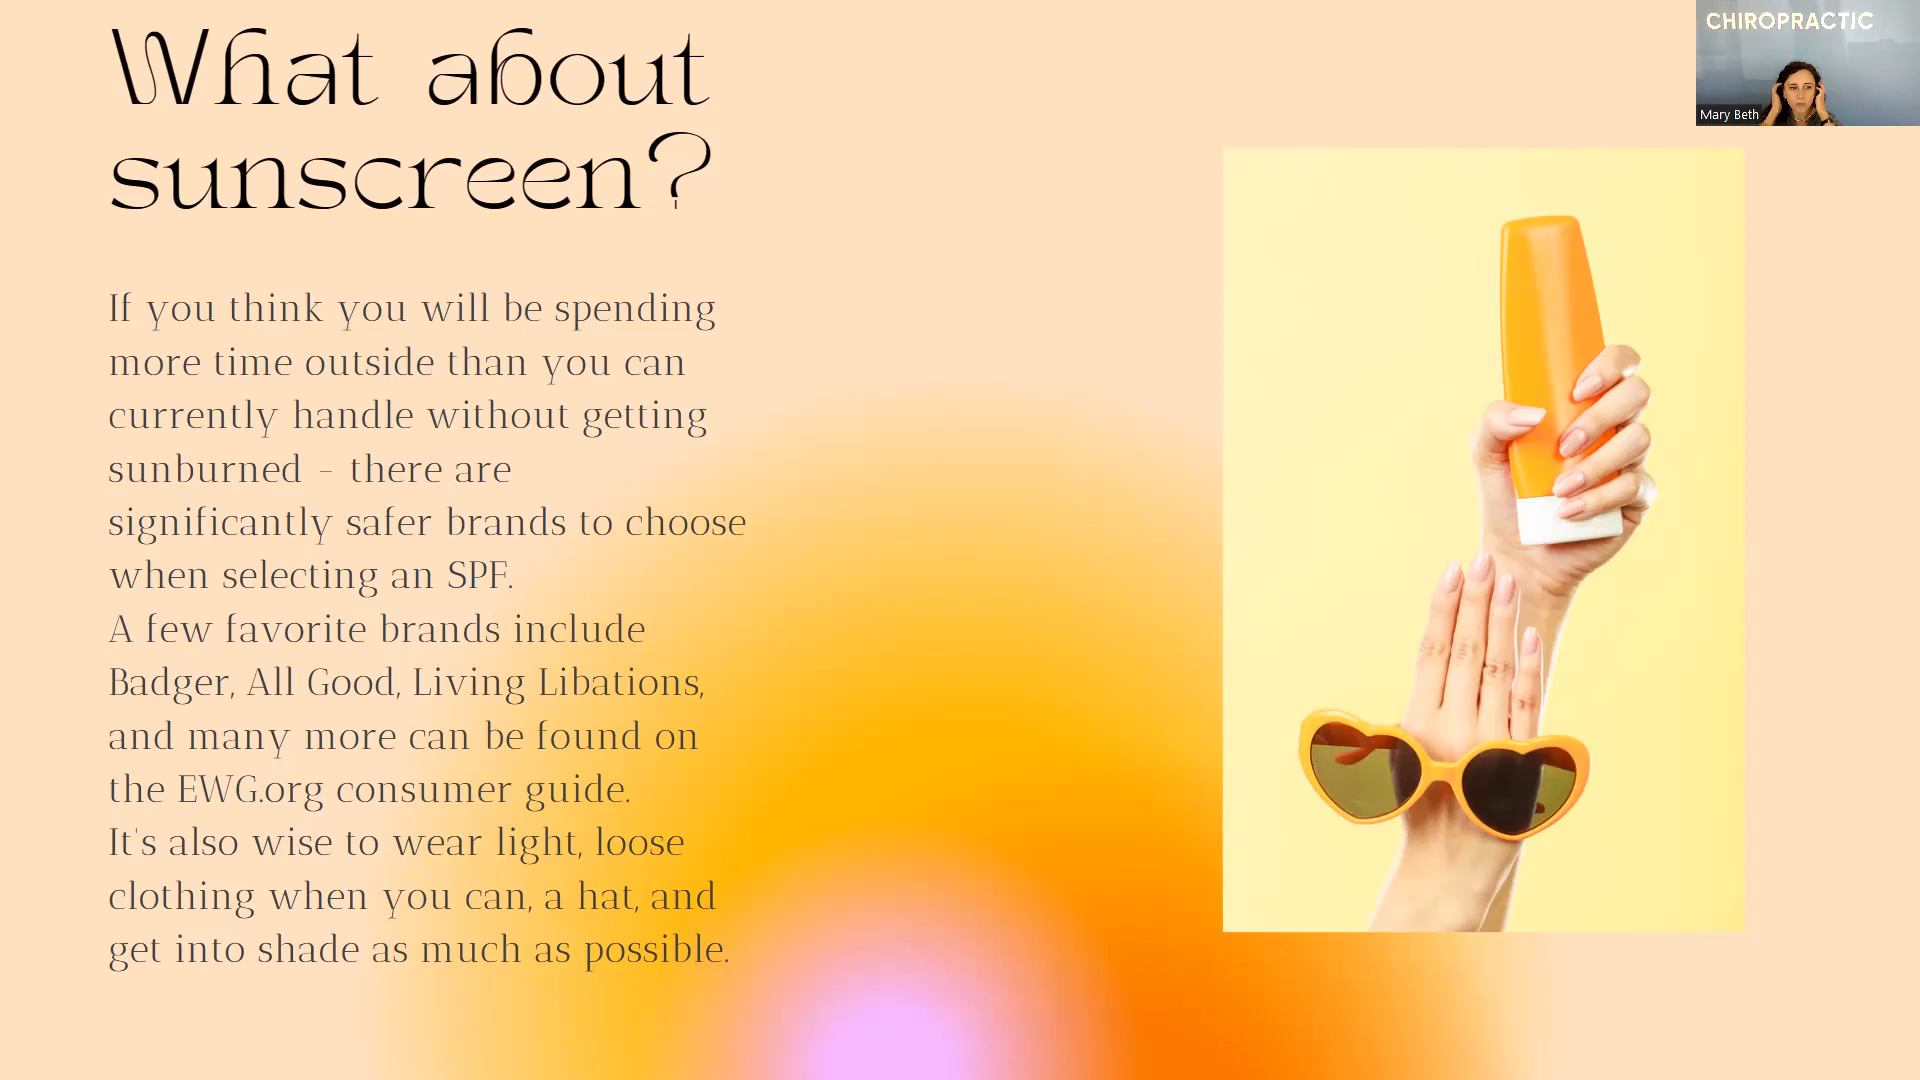 What about
sunscreen?
If you think you will be spending
more time outside than you can
currently handle without getting
sunburned - there are
significantly safer brands to choose
when selecting an SPF.
A few favorite brands include
Badger, All Good, Living Libations,
and many more can be found on
the EWG.org consumer guide.
It's also wise to wear light, loose
clothing when you can, a hat, and
get into shade as much as possible.
CHIROPRACTIC
Mary Beth